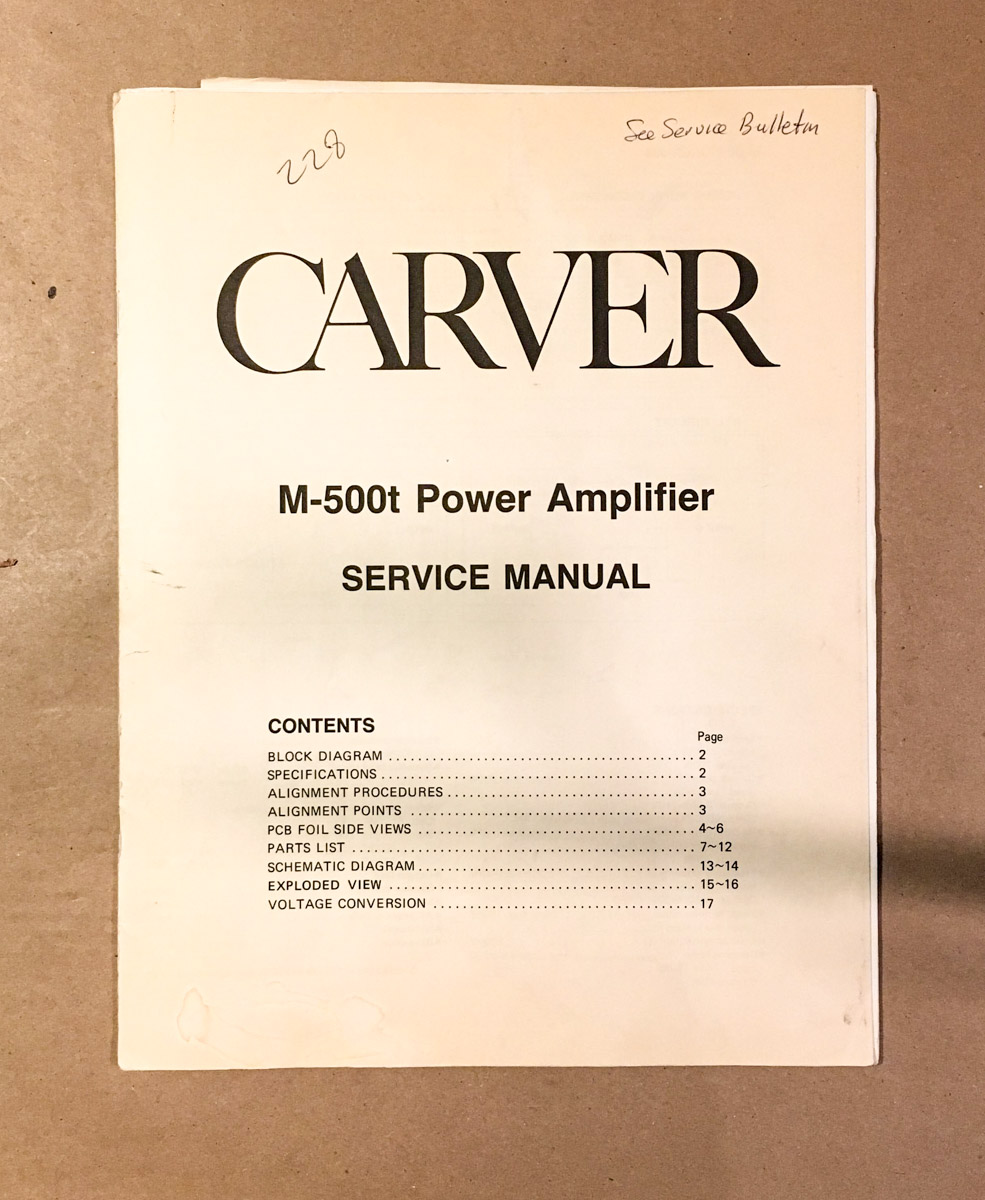 See Service Bulletin
228
CARVER
M-500t Power Amplifier
SERVICE MANUAL
CONTENTS
Page
BLOCK DIAGRAM ........................................ 2
SPECIFICATIONS ........................................ 2
ALIGNMENT PROCEDURES ................................ 3
ALIGNMENT POINTS ..................................... 3
PCB FOIL SIDE VIEWS .................................... 4~6
PARTS LIST ............................................. 7~12
SCHEMATIC DIAGRAM .................................... 13~14
EXPLODED VIEW ........................................ 15~16
VOLTAGE CONVERSION .................................. 17